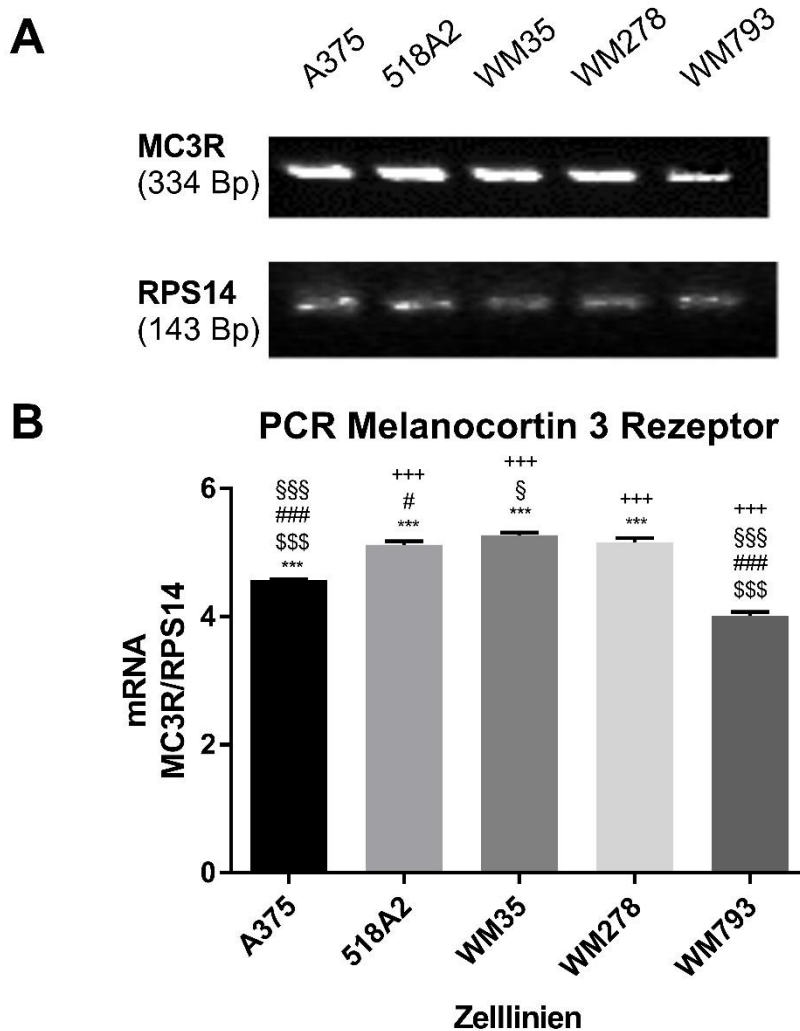 A
A375 518A2 WM35 WM278 WM793
MC3R
(334 Bp)
RPS14
(143 Bp)
B
PCR Melanocortin 3 Rezeptor
mRNA
MC3R/RPS14
6
4
2
0
§§§
###
$$$
***
+++
#
***
+++
§
***
+++
***
+++
§§§
###
$$$
A375 518A2 WM35 WM278 WM793
Zelllinien